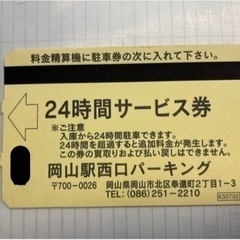 料金精算機に駐車券の次に入れて下さい。
24時間サービス券
※ご注意
入庫から24時間駐車できます。
24時間を超過すると追加料金が発生します。
この券の買取および払い戻しはできません。
岡山駅西口パーキング
〒700-0026 岡山県岡山市北区奉還町2丁目1-3
TEL(086)251-2210